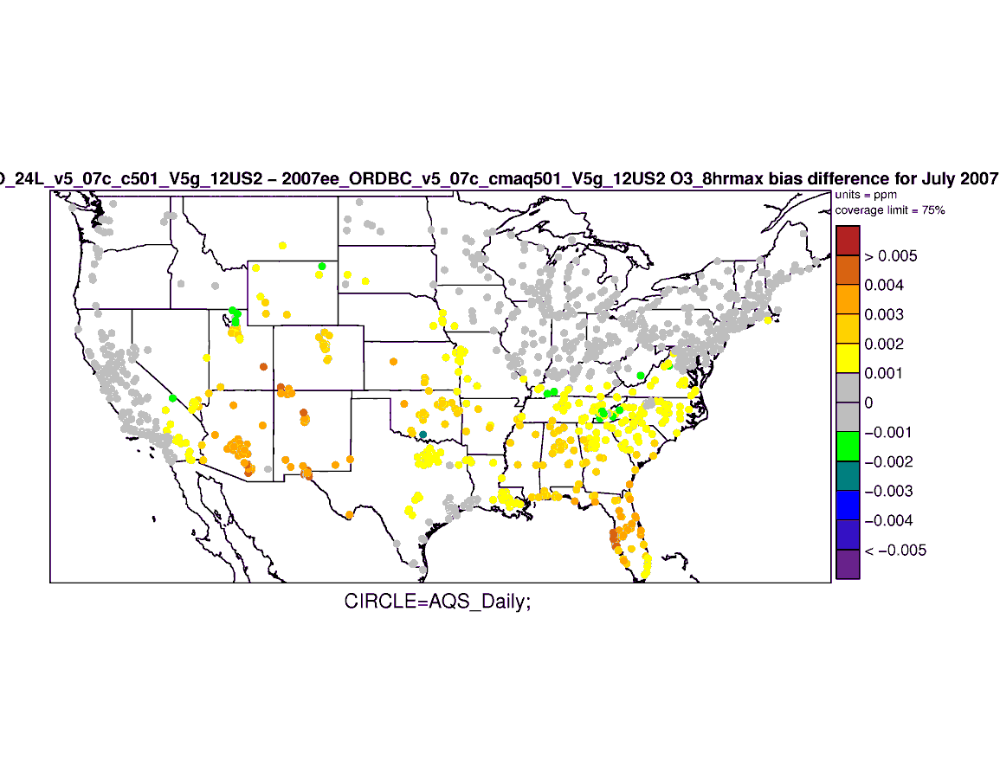 _24L_v5_07c_c501_V5g_12US2 − 2007ee_ORDBC_v5_07c_cmaq501_V5g_12US2 O3_8hrmax bias difference for July 2007
units = ppm
coverage limit = 75%
> 0.005
0.004
0.003
0.002
0.001
0
−0.001
−0.002
−0.003
−0.004
< −0.005
CIRCLE=AQS_Daily;